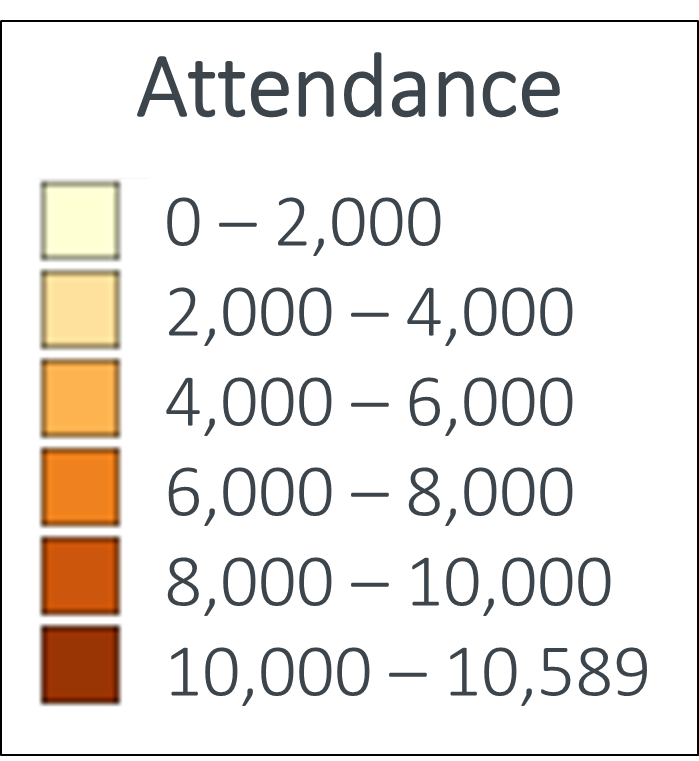 Attendance
0 – 2,000
2,000 – 4,000
4,000 – 6,000
6,000 – 8,000
8,000 – 10,000
10,000 – 10,589